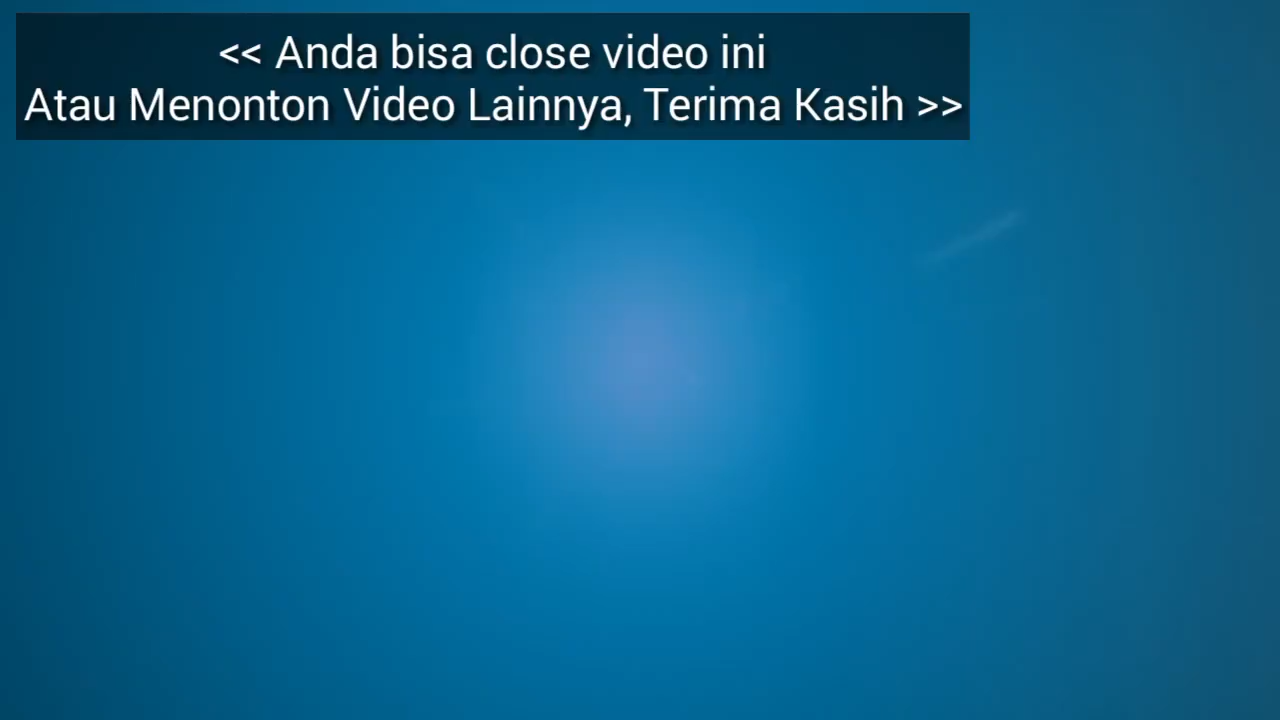 << Anda bisa close video ini
Atau Menonton Video Lainnya, Terima Kasih >>